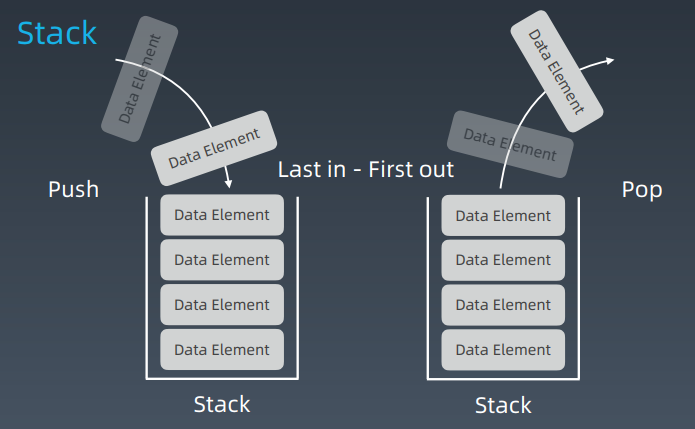 Stack
Data Element
Data Element
Data Element
Data Element
Last in - First out
Push
Pop
Data Element
Data Element
Data Element
Data Element
Data Element
Data Element
Data Element
Data Element
Stack
Stack